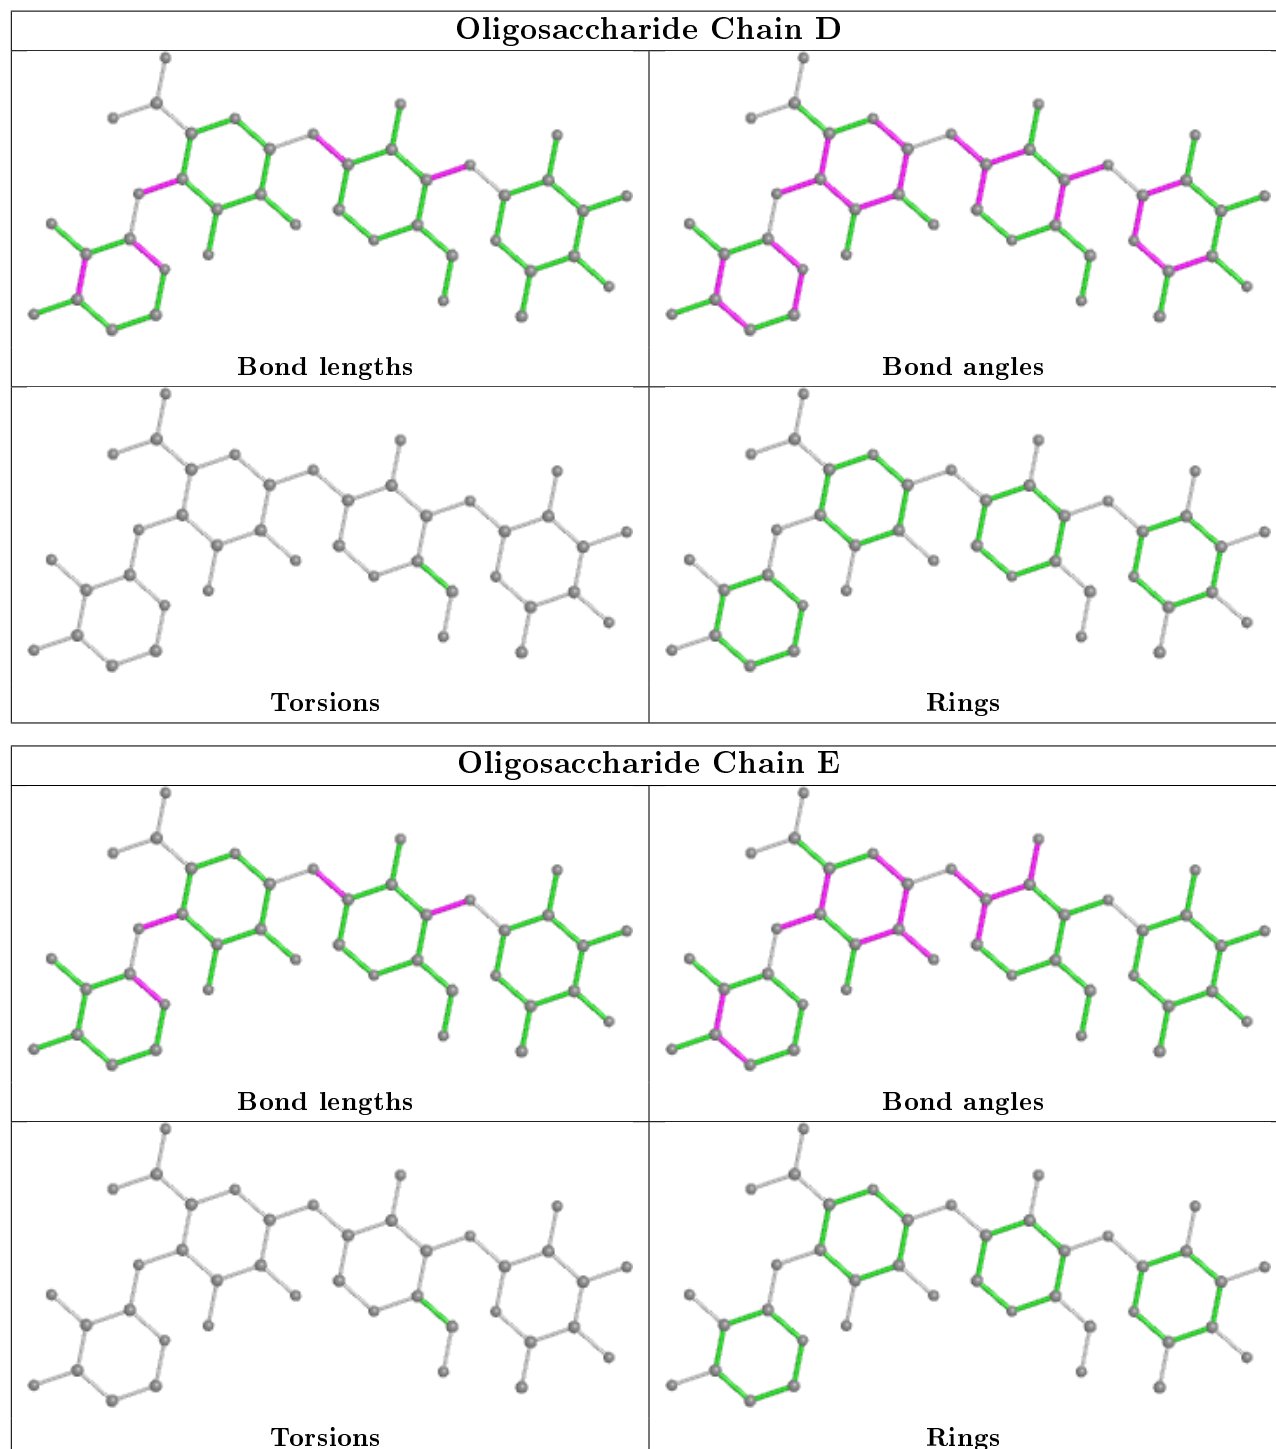 Oligosaccharide Chain D
Bond lengths
Bond angles
Torsions
Rings
Oligosaccharide Chain E
Bond lengths
Bond angles
Torsions
Rings